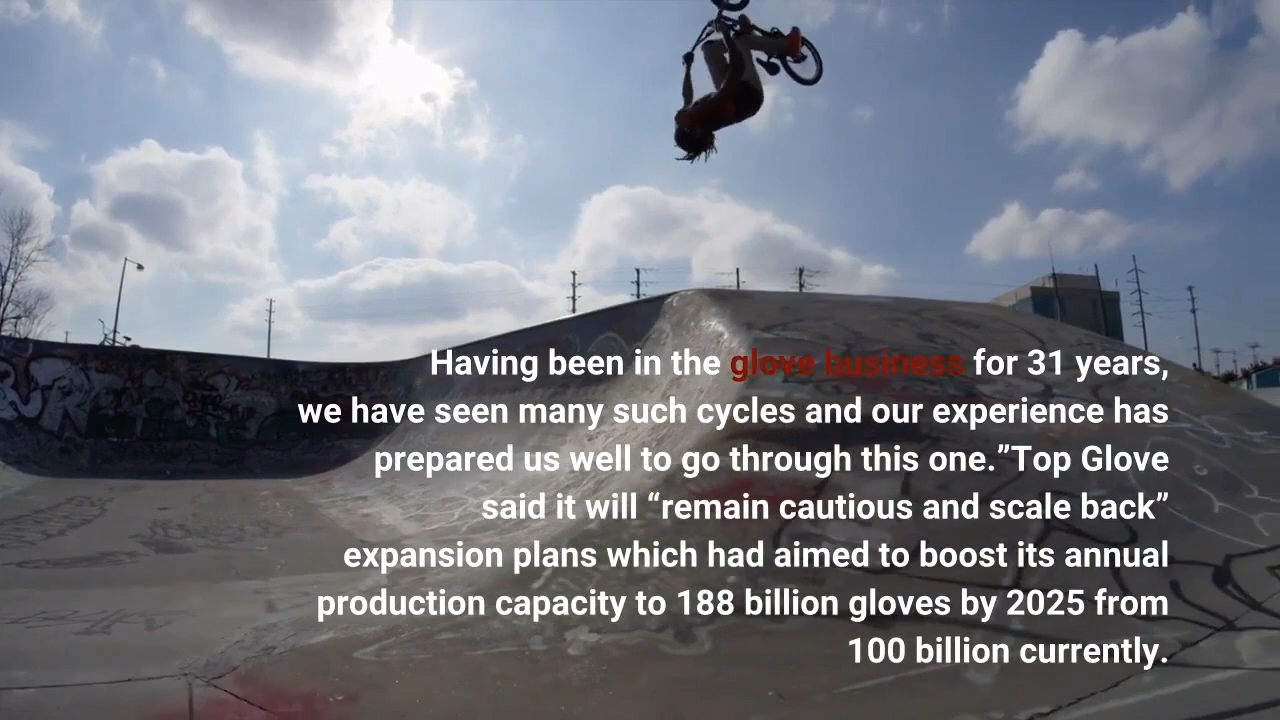 Having been in the glove business for 31 years,
we have seen many such cycles and our experience has
prepared us well to go through this one.”Top Glove
said it will “remain cautious and scale back”
expansion plans which had aimed to boost its annual
production capacity to 188 billion gloves by 2025 from
100 billion currently.